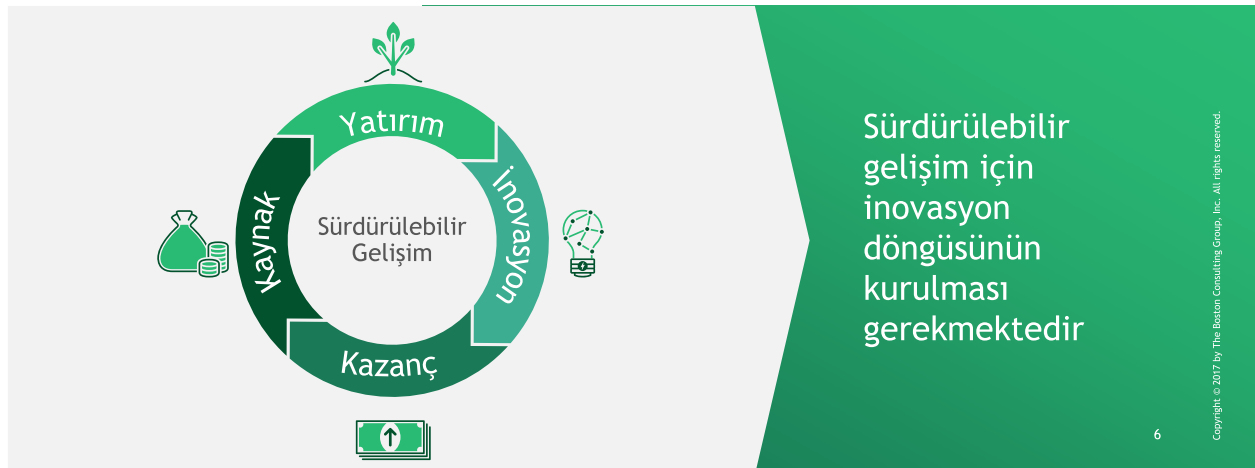 Yatırım
İnovasyon
Kazanç
Kaynak
Sürdürülebilir
Gelişim
Sürdürülebilir
gelişim için
inovasyon
döngüsünün
kurulması
gerekmektedir
Copyright © 2017 by The Boston Consulting Group, Inc. All rights reserved.
6